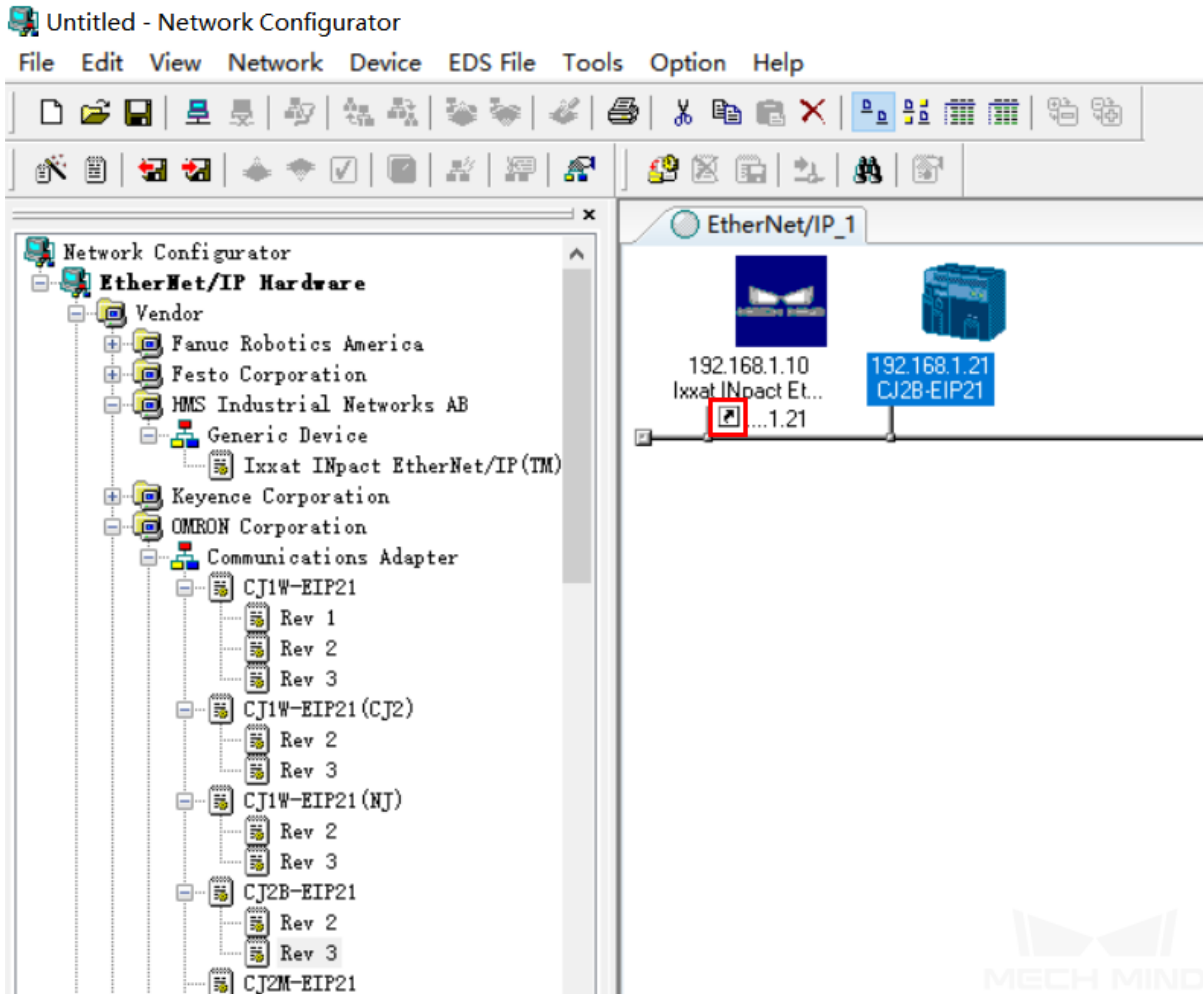 Untitled - Network Configurator
File Edit View Network Device EDS File Tools Option Help
Network Configurator
EtherNet/IP Hardware
Vendor
Fanuc Robotics America
Festo Corporation
HMS Industrial Networks AB
Generic Device
Ixxat INpact EtherNet/IP(TM)
Keyence Corporation
OMRON Corporation
Communications Adapter
CJ1W-EIP21
Rev 1
Rev 2
Rev 3
CJ1W-EIP21(CJ2)
Rev 2
Rev 3
CJ1W-EIP21(NJ)
Rev 2
Rev 3
CJ2B-EIP21
Rev 2
Rev 3
CJ2M-EIP21
EtherNet/IP_1
192.168.1.10
Ixxat INpact Et...
....1.21
192.168.1.21
CJ2B-EIP21
MECH MIND